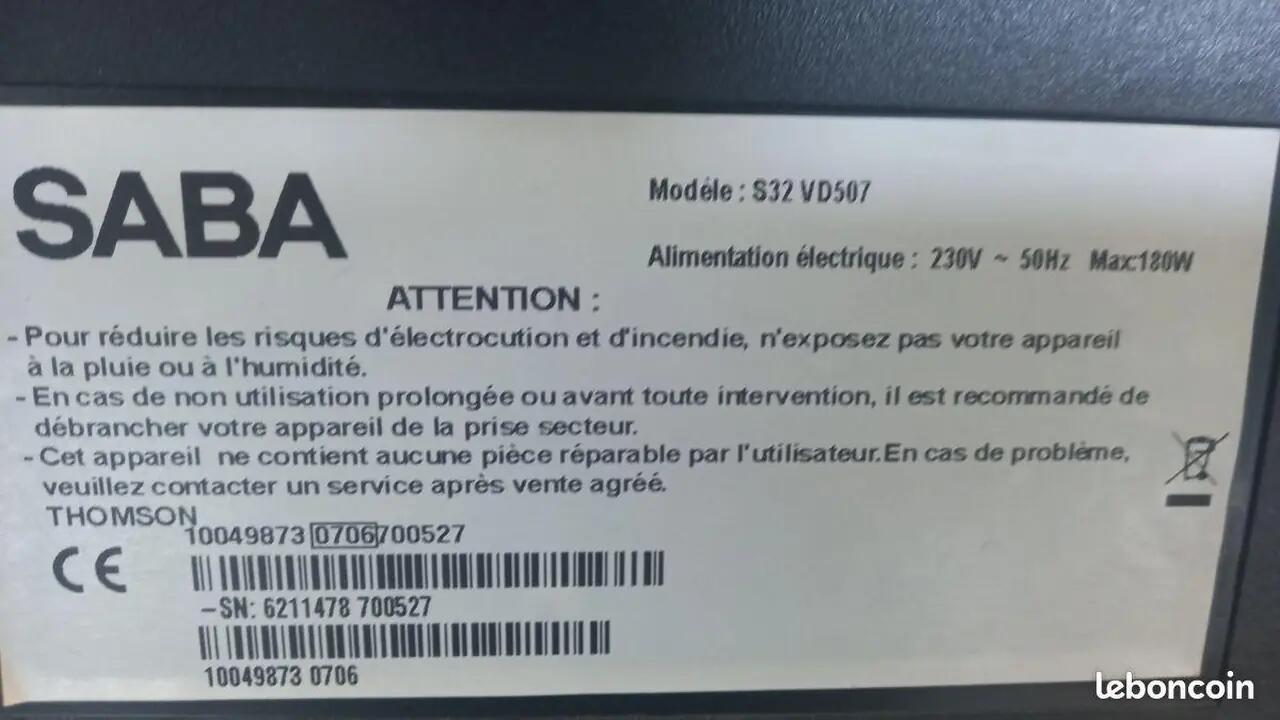 SABA
Modéle : S32 VD507
Alimentation électrique : 230V ~ 50Hz Max:180W
ATTENTION :
- Pour réduire les risques d'électrocution et d'incendie, n'exposez pas votre appareil
à la pluie ou à l'humidité.
- En cas de non utilisation prolongée ou avant toute intervention, il est recommandé de
débrancher votre appareil de la prise secteur.
- Cet appareil ne contient aucune pièce réparable par l'utilisateur.En cas de problème,
veuillez contacter un service après vente agréé.
THOMSON
10049873 0706 700527
CE
-SN: 6211478 700527
10049873 0706
leboncoin